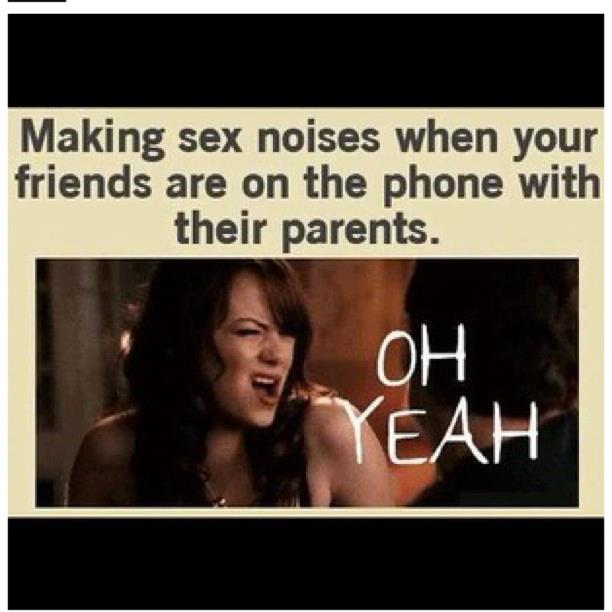 Making sex noises when your
friends are on the phone with
their parents.
OH
YEAH